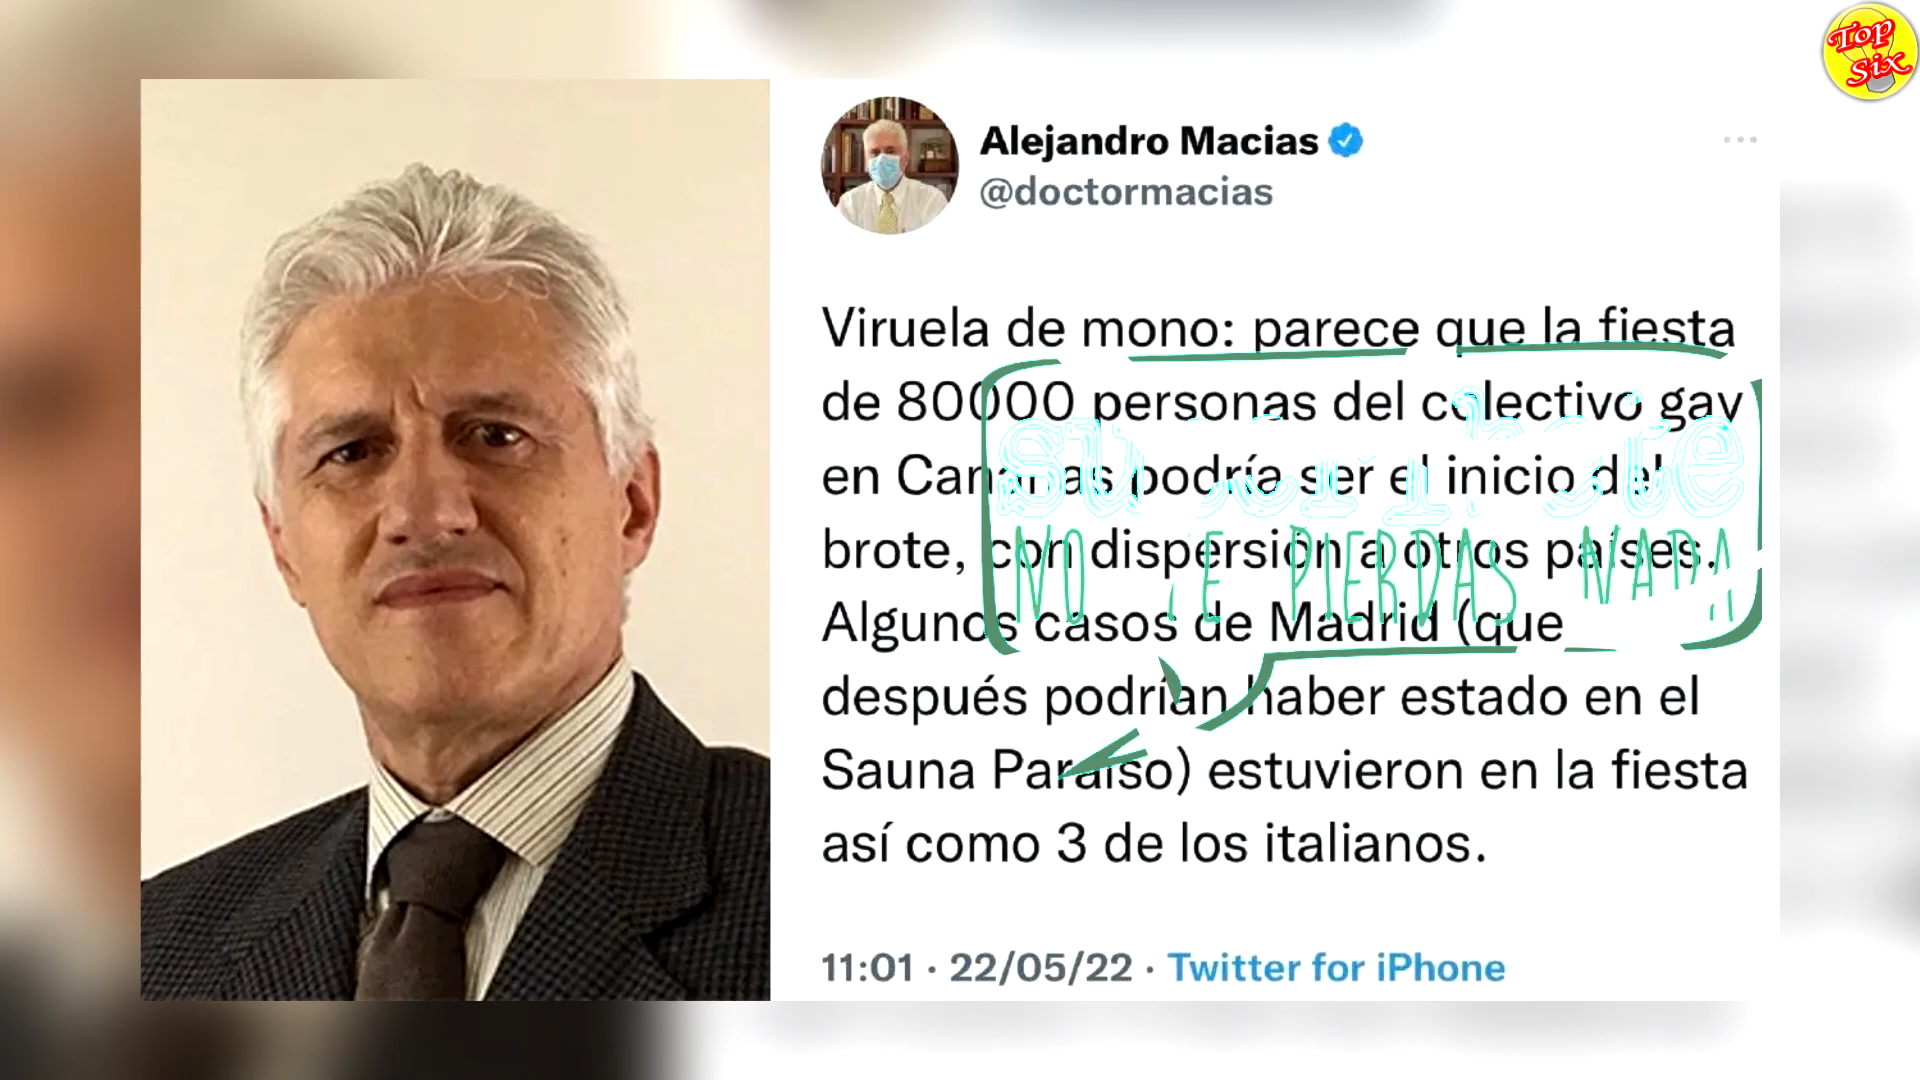 Top
Six
Alejandro Macias
@doctormacias
Viruela de mono: parece que la fiesta
de 80000 personas del colectivo gay
en Canarias podría ser el inicio del
brote, con dispersión a otros países.
Algunos casos de Madrid (que
después podrían haber estado en el
Sauna Paraíso) estuvieron en la fiesta
así como 3 de los italianos.
NO TE PIERDAS NADA
11:01 · 22/05/22 · Twitter for iPhone